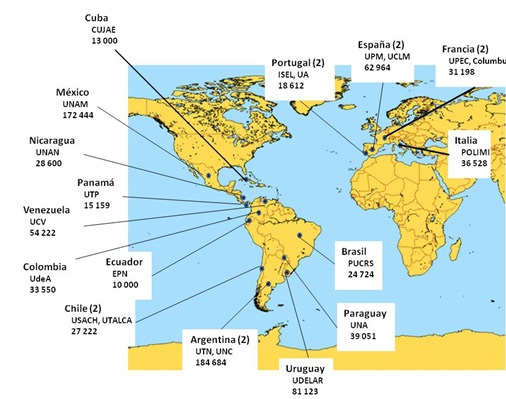 Cuba
CUJAE
13 000
España (2)
UPM, UCLM
62 964
Francia (2)
UPEC, Columbu
31 198
Portugal (2)
ISEL, UA
18 612
México
UNAM
172 444
Italia
POLIMI
36 528
Nicaragua
UNAN
28 600
Panamá
UTP
15 159
Venezuela
UCV
54 222
Ecuador
EPN
10 000
Brasil
PUCRS
24 724
Colombia
UdeA
33 550
Chile (2)
USACH, UTALCA
27 222
Paraguay
UNA
39 051
Argentina (2)
UTN, UNC
184 684
Uruguay
UDELAR
81 123